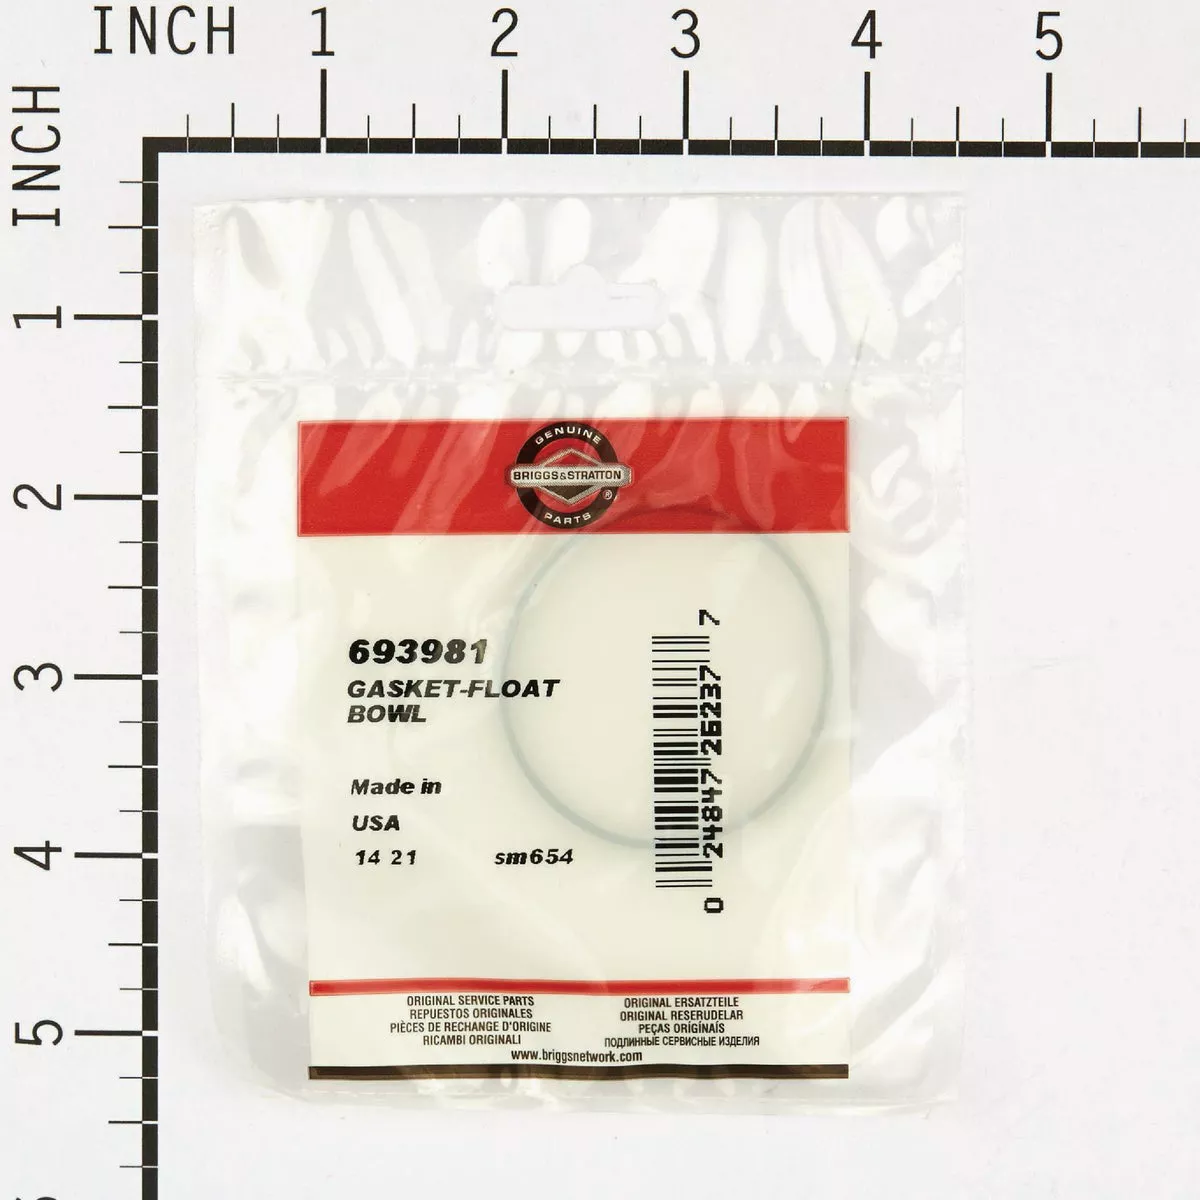 INCH 1 2 3 4 5
INCH
1
2
3
4
5
GENUINE
BRIGGS&STRATTON
®
PARTS
693981
GASKET-FLOAT
BOWL
Made in
USA
14 21 sm654
0 24847 26237 7
ORIGINAL SERVICE PARTS
REPUESTOS ORIGINALES
PIÈCES DE RECHANGE D'ORIGINE
RICAMBI ORIGINALI
ORIGINAL ERSATZTEILE
ORIGINAL RESERUDELAR
PEÇAS ORÍGÍNAÍS
ПОДЛИННЫЕ СЕРВИСНЫЕ ИЗДЕЛИЯ
www.briggsnetwork.com